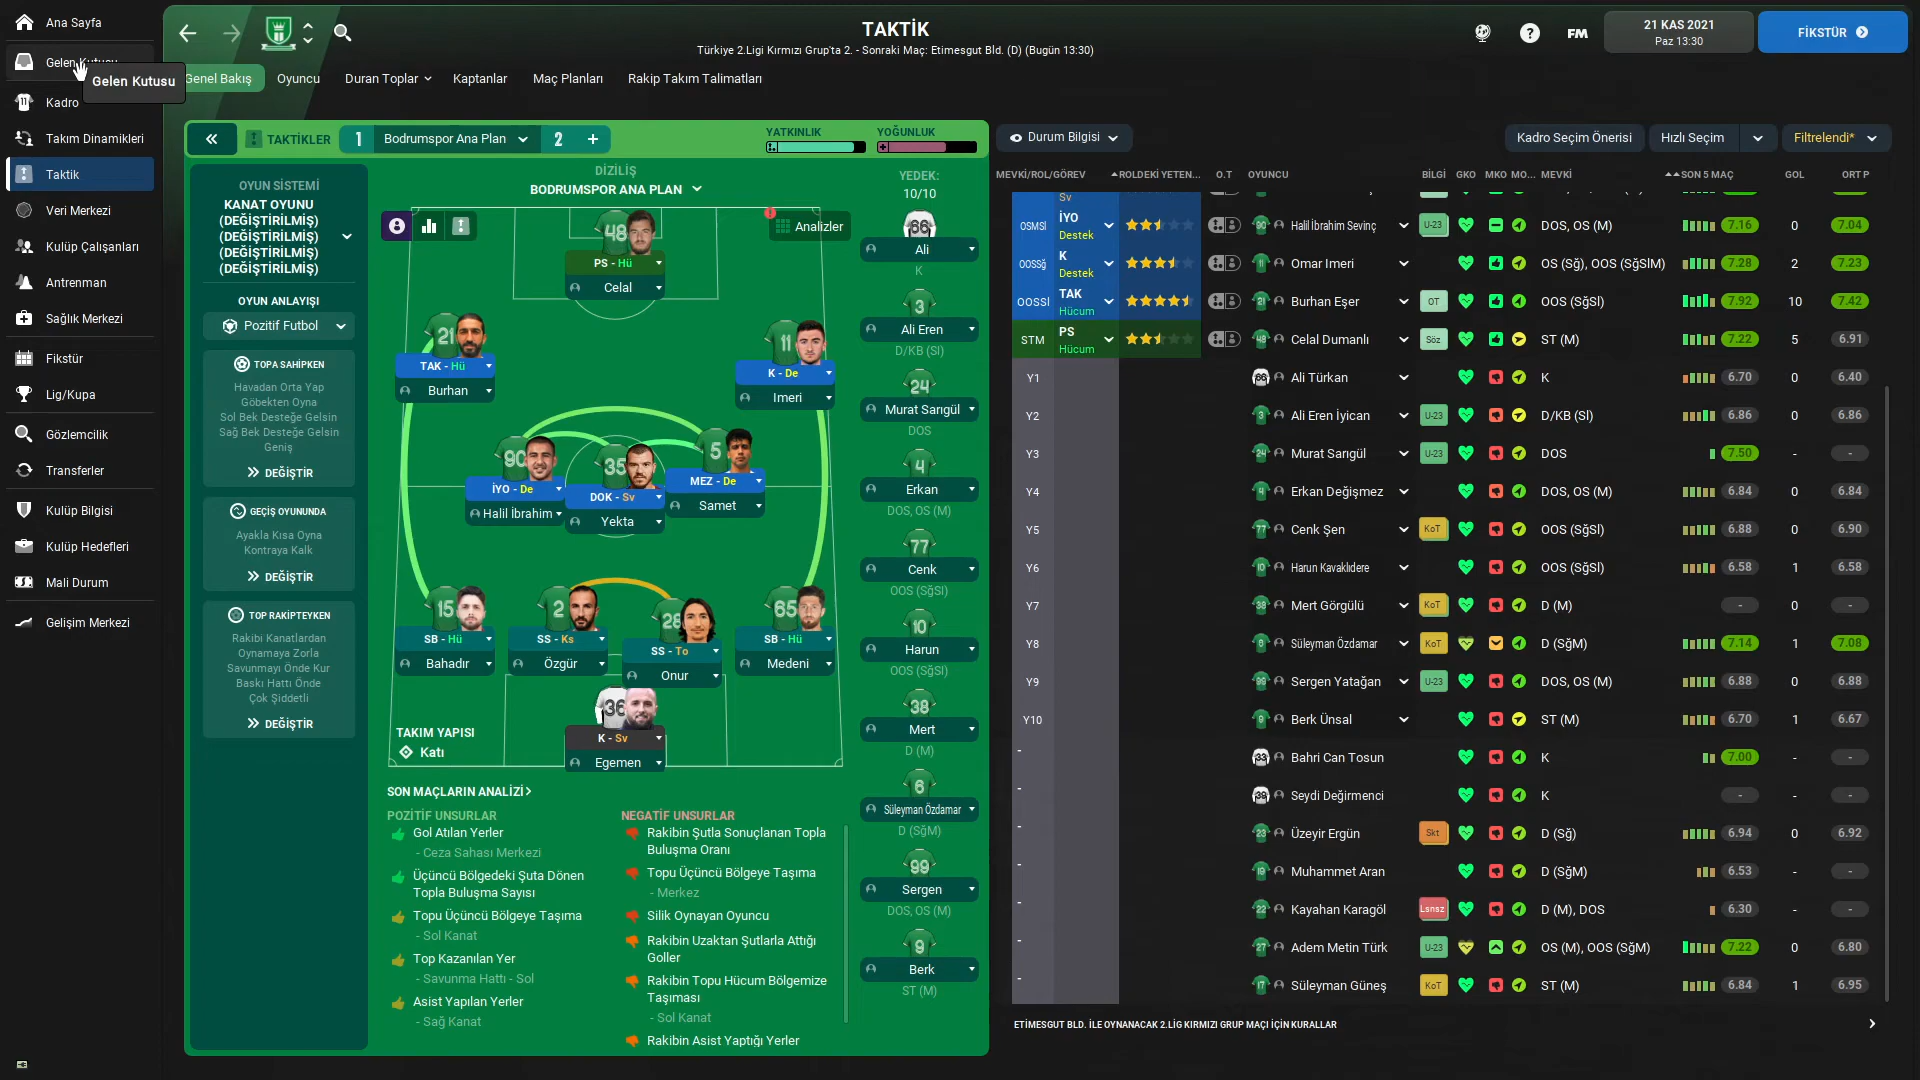 Ana Sayfa
Gelen Kutusu
Gelen Kutusu
Kadro
Takım Dinamikleri
Taktik
Veri Merkezi
Kulüp Çalışanları
Antrenman
Sağlık Merkezi
Fikstür
Lig/Kupa
Gözlemcilik
Transferler
Kulüp Bilgisi
Kulüp Hedefleri
Mali Durum
Gelişim Merkezi
TAKTİK
Türkiye 2.Ligi Kırmızı Grup'ta 2. - Sonraki Maç: Etimesgut Bld. (D) (Bugün 13:30)
FM
21 KAS 2021
Paz 13:30
FİKSTÜR
Genel Bakış Oyuncu Duran Toplar Kaptanlar Maç Planları Rakip Takım Talimatları
TAKTİKLER 1 Bodrumspor Ana Plan 2 +
YATKINLIK YOĞUNLUK
OYUN SİSTEMİ
KANAT OYUNU
(DEĞİŞTİRİLMİŞ)
(DEĞİŞTİRİLMİŞ)
(DEĞİŞTİRİLMİŞ)
(DEĞİŞTİRİLMİŞ)
OYUN ANLAYIŞI
Pozitif Futbol
TOPA SAHİPKEN
Havadan Orta Yap
Göbekten Oyna
Sol Bek Desteğe Gelsin
Sağ Bek Desteğe Gelsin
Geniş
DEĞİŞTİR
GEÇİŞ OYUNUNDA
Ayakla Kısa Oyna
Kontraya Kalk
DEĞİŞTİR
TOP RAKİPTEYKEN
Rakibi Kanatlardan
Oynamaya Zorla
Savunmayı Önde Kur
Baskı Hattı Önde
Çok Şiddetli
DEĞİŞTİR
DİZİLİŞ
BODRUMSPOR ANA PLAN
Analizler
48
PS - Hü
Celal
21
TAK - Hü
Burhan
11
K - De
Imeri
90
İYO - De
Halil İbrahim
35
DOK - Sv
Yekta
5
MEZ - De
Samet
15
SB - Hü
Bahadır
2
SS - Ks
Özgür
28
SS - To
Onur
65
SB - Hü
Medeni
36
K - Sv
Egemen
TAKIM YAPISI
Katı
SON MAÇLARIN ANALİZİ
POZİTİF UNSURLAR
Gol Atılan Yerler
- Ceza Sahası Merkezi
Üçüncü Bölgedeki Şuta Dönen
Topla Buluşma Sayısı
Topu Üçüncü Bölgeye Taşıma
- Sol Kanat
Top Kazanılan Yer
- Savunma Hattı - Sol
Asist Yapılan Yerler
- Sağ Kanat
NEGATİF UNSURLAR
Rakibin Şutla Sonuçlanan Topla
Buluşma Oranı
Topu Üçüncü Bölgeye Taşıma
- Merkez
Silik Oynayan Oyuncu
Rakibin Uzaktan Şutlarla Attığı
Goller
Rakibin Topu Hücum Bölgemize
Taşıması
- Sol Kanat
Rakibin Asist Yaptığı Yerler
YEDEK:
10/10
66
Ali
K
3
Ali Eren
D/KB (Sl)
24
Murat Sarıgül
DOS
4
Erkan
DOS, OS (M)
77
Cenk
OOS (SğSl)
10
Harun
OOS (SğSl)
38
Mert
D (M)
6
Süleyman Özdamar
D (SğM)
99
Sergen
DOS, OS (M)
9
Berk
ST (M)
Durum Bilgisi
Kadro Seçim Önerisi Hızlı Seçim Filtrelendi*
MEVKİ/ROL/GÖREV ROLDEKİ YETEN... O.T OYUNCU BİLGİ GKO MKO MO... MEVKİ SON 5 MAÇ GOL ORT P
Sv
OSMSl İYO Destek Halil İbrahim Sevinç U-23 DOS, OS (M) 7.16 0 7.04
OOSSğ K Destek Omar Imeri OS (Sğ), OOS (SğSlM) 7.28 2 7.23
OOSSl TAK Hücum Burhan Eşer OT OOS (SğSl) 7.92 10 7.42
STM PS Hücum Celal Dumanlı Söz ST (M) 7.22 5 6.91
Y1 Ali Türkan K 6.70 0 6.40
Y2 Ali Eren İyican U-23 D/KB (Sl) 6.86 0 6.86
Y3 Murat Sarıgül U-23 DOS 7.50 - -
Y4 Erkan Değişmez DOS, OS (M) 6.84 0 6.84
Y5 Cenk Şen KoT OOS (SğSl) 6.88 0 6.90
Y6 Harun Kavaklıdere OOS (SğSl) 6.58 1 6.58
Y7 Mert Görgülü KoT D (M) - 0 -
Y8 Süleyman Özdamar KoT D (SğM) 7.14 1 7.08
Y9 Sergen Yatağan U-23 DOS, OS (M) 6.88 0 6.88
Y10 Berk Ünsal ST (M) 6.70 1 6.67
- Bahri Can Tosun K 7.00 - -
- Seydi Değirmenci K - - -
- Üzeyir Ergün Skt D (Sğ) 6.94 0 6.92
- Muhammet Aran D (SğM) 6.53 - -
- Kayahan Karagöl Lsnsz D (M), DOS 6.30 - -
- Adem Metin Türk U-23 OS (M), OOS (SğM) 7.22 0 6.80
- Süleyman Güneş KoT ST (M) 6.84 1 6.95
ETİMESGUT BLD. İLE OYNANACAK 2.LİG KIRMIZI GRUP MAÇI İÇİN KURALLAR